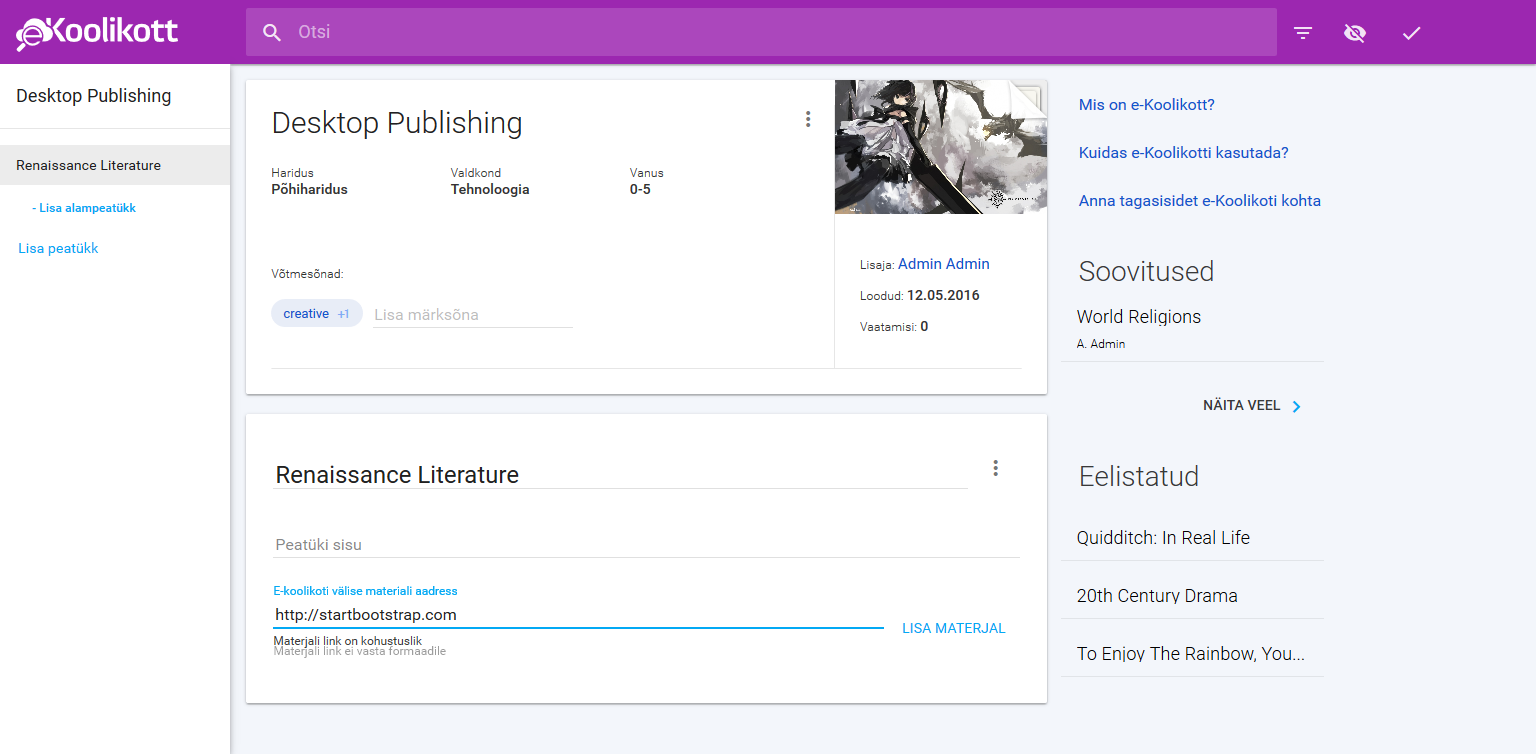 eKoolikott
Otsi
Desktop Publishing
Renaissance Literature
- Lisa alampeatükk
Lisa peatükk
Desktop Publishing
Haridus
Põhiharidus
Valdkond
Tehnoloogia
Vanus
0-5
Võtmesõnad:
creative +1
Lisa märksõna
Lisaja: Admin Admin
Loodud: 12.05.2016
Vaatamisi: 0
Renaissance Literature
Peatüki sisu
E-koolikoti välise materiali aadress
http://startbootstrap.com
LISA MATERJAL
Materjali link on kohustuslik
Materjali link ei vasta formaadile
Mis on e-Koolikott?
Kuidas e-Koolikotti kasutada?
Anna tagasisidet e-Koolikoti kohta
Soovitused
World Religions
A. Admin
NÄITA VEEL
Eelistatud
Quidditch: In Real Life
20th Century Drama
To Enjoy The Rainbow, You...